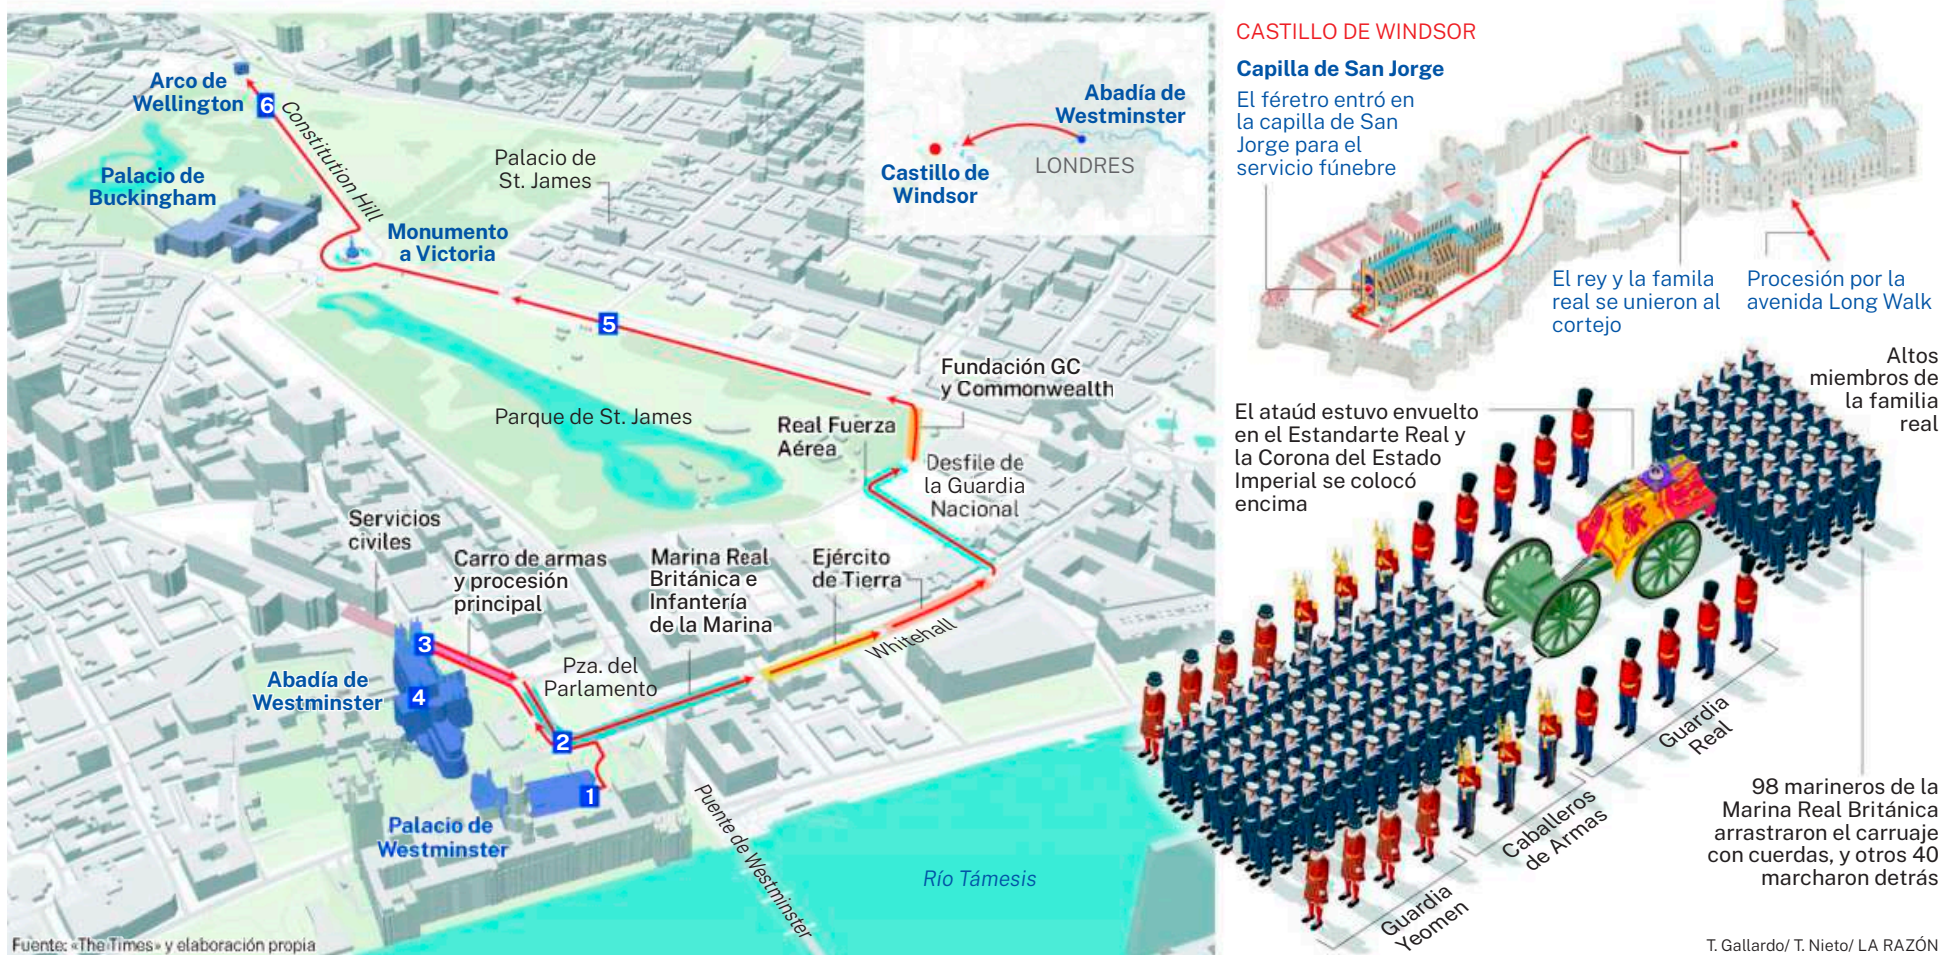 Arco de
Wellington
6
Constitution Hill
Palacio de
Buckingham
Palacio de
St. James
Monumento
a Victoria
5
Parque de St. James
Fundación GC
y Commonwealth
Real Fuerza
Aérea
Desfile de
la Guardia
Nacional
Servicios
civiles
Carro de armas
y procesión
principal
Marina Real
Británica e
Infantería
de la Marina
Ejército
de Tierra
Whitehall
3
Pza. del
Parlamento
Abadía de
Westminster
4
2
1
Palacio de
Westminster
Puente de Westminster
Río Támesis
Fuente: «The Times» y elaboración propia
Abadía de
Westminster
LONDRES
Castillo de
Windsor
CASTILLO DE WINDSOR
Capilla de San Jorge
El féretro entró en
la capilla de San
Jorge para el
servicio fúnebre
El rey y la famila
real se unieron al
cortejo
Procesión por la
avenida Long Walk
Altos
miembros de
la familia
real
El ataúd estuvo envuelto
en el Estandarte Real y
la Corona del Estado
Imperial se colocó
encima
Guardia
Real
Caballeros
de Armas
Guardia
Yeomen
98 marineros de la
Marina Real Británica
arrastraron el carruaje
con cuerdas, y otros 40
marcharon detrás
T. Gallardo/ T. Nieto/ LA RAZÓN